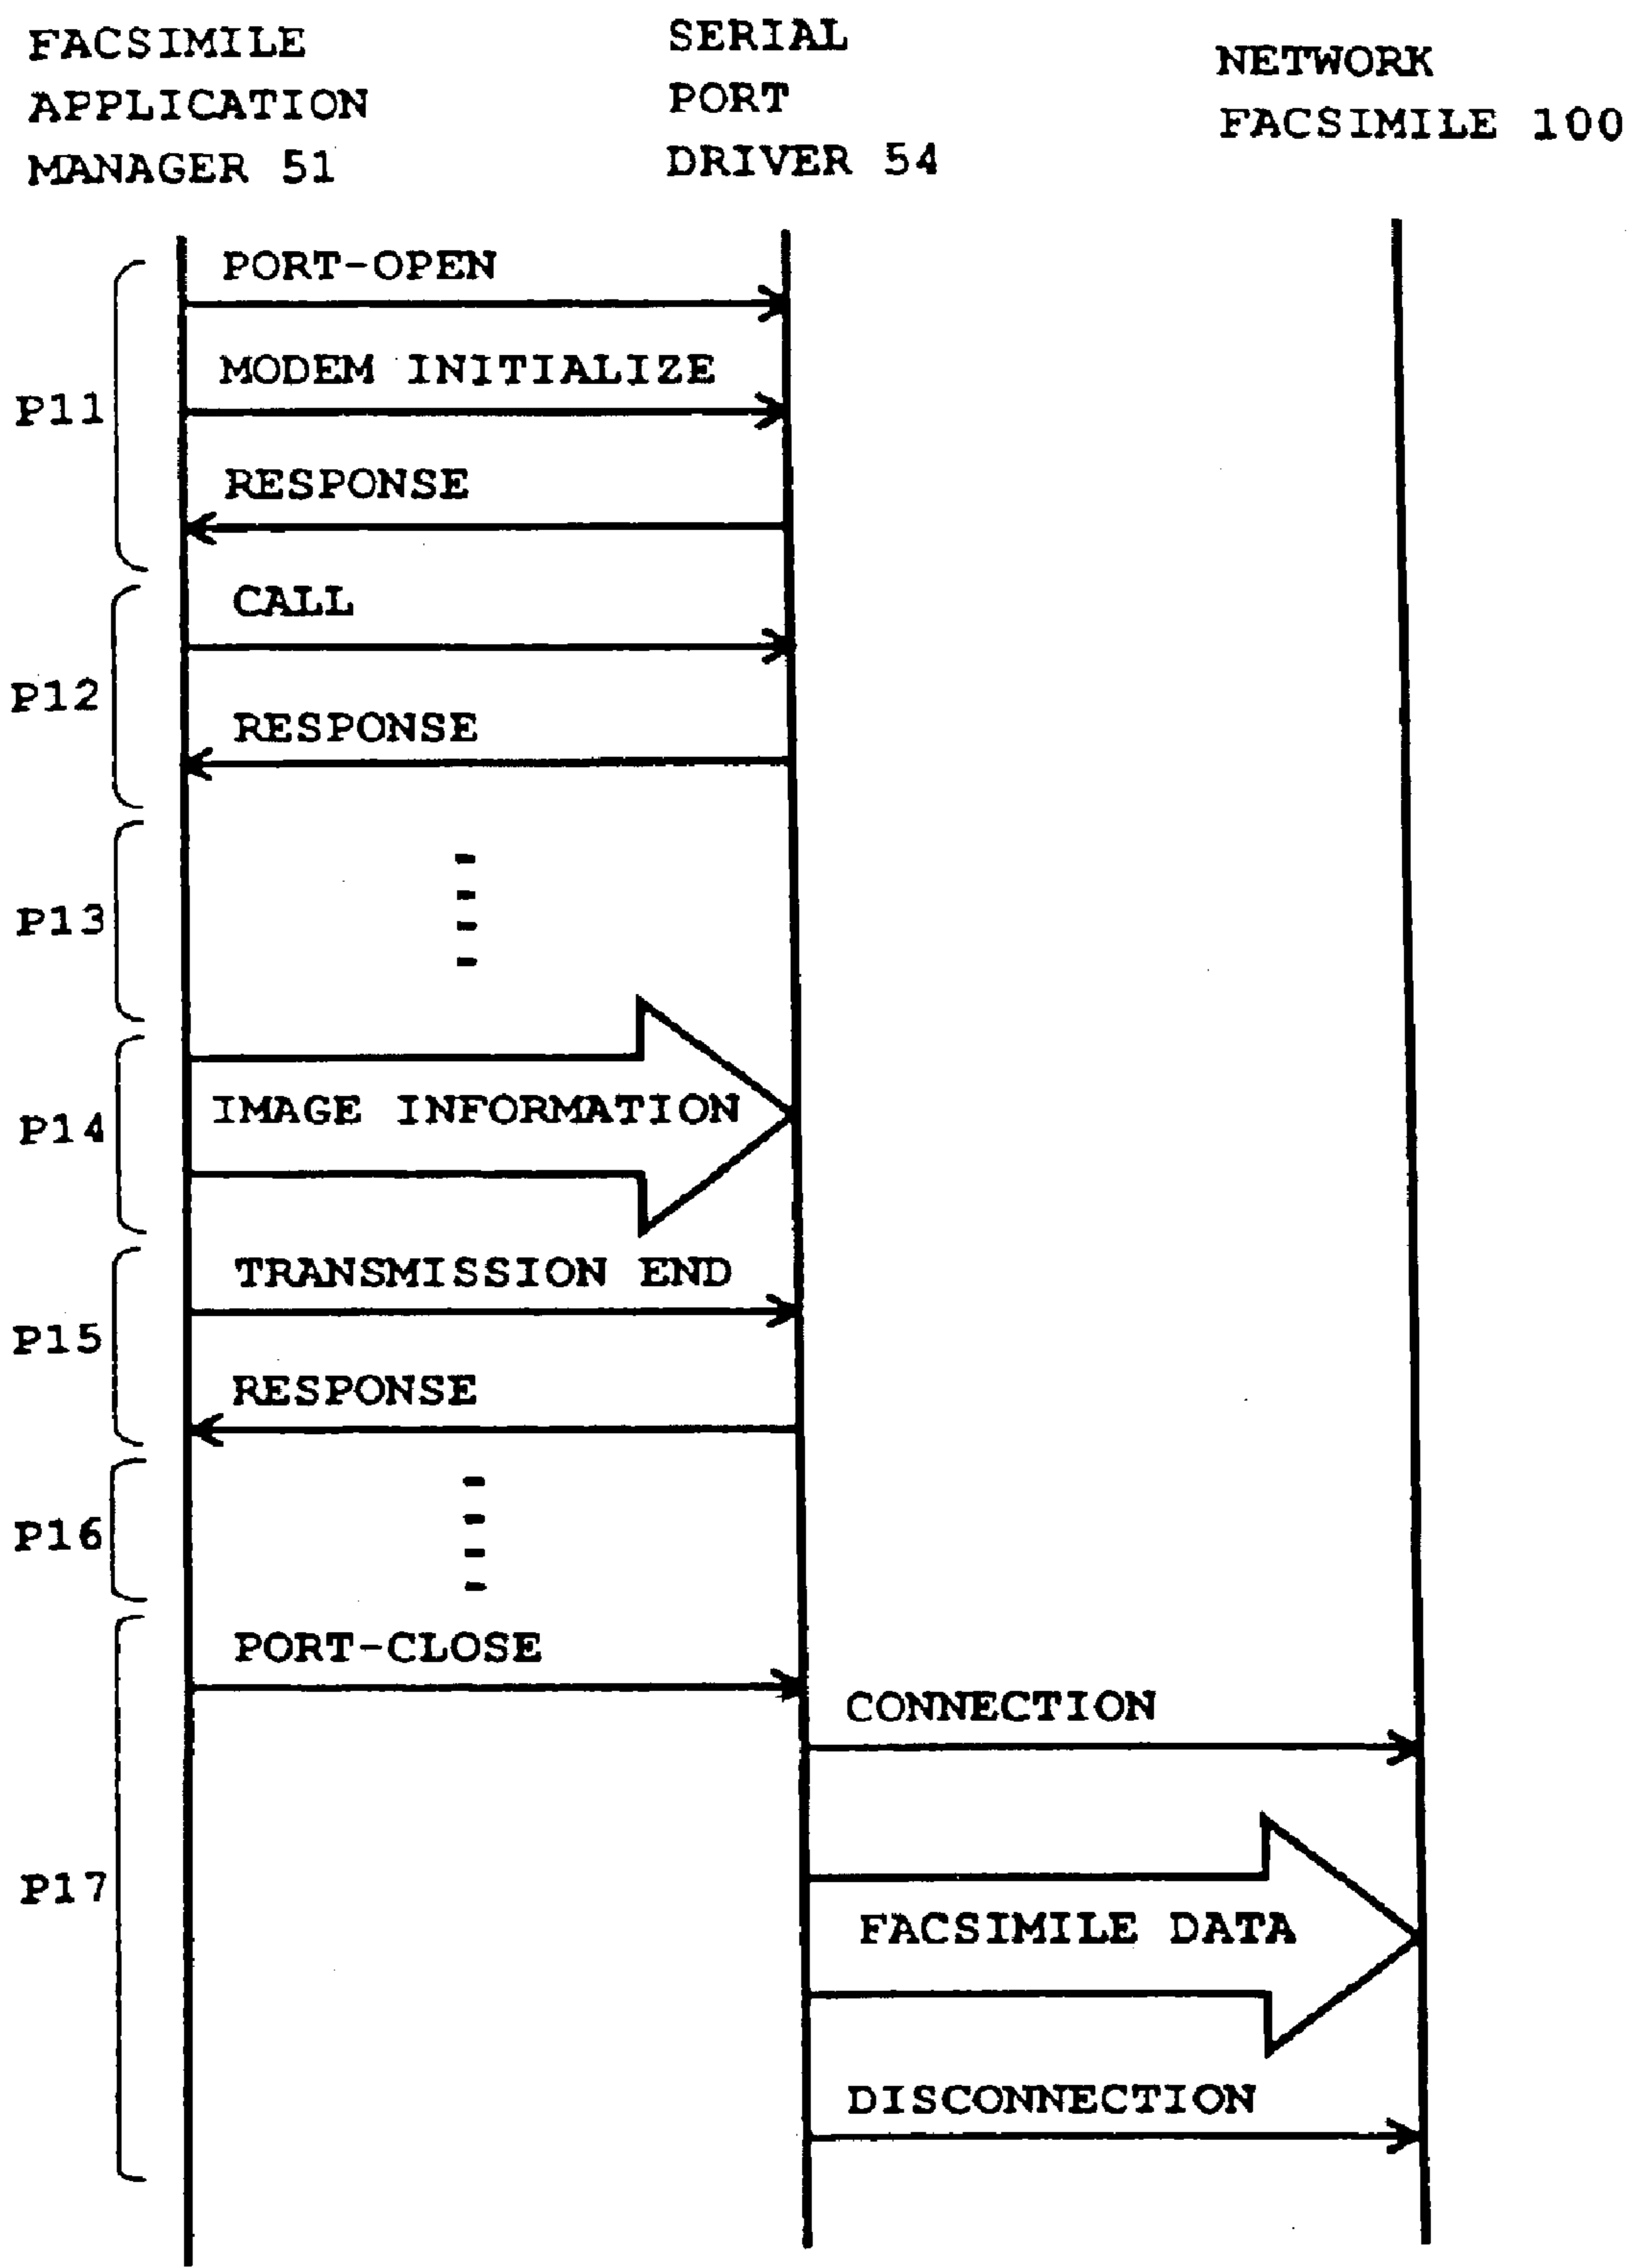 FACSIMILE
APPLICATION
MANAGER 51
SERIAL
PORT
DRIVER 54
NETWORK
FACSIMILE 100
P11
PORT-OPEN
MODEM INITIALIZE
RESPONSE
P12
CALL
RESPONSE
P13
P14
IMAGE INFORMATION
P15
TRANSMISSION END
RESPONSE
P16
P17
PORT-CLOSE
CONNECTION
FACSIMILE DATA
DISCONNECTION